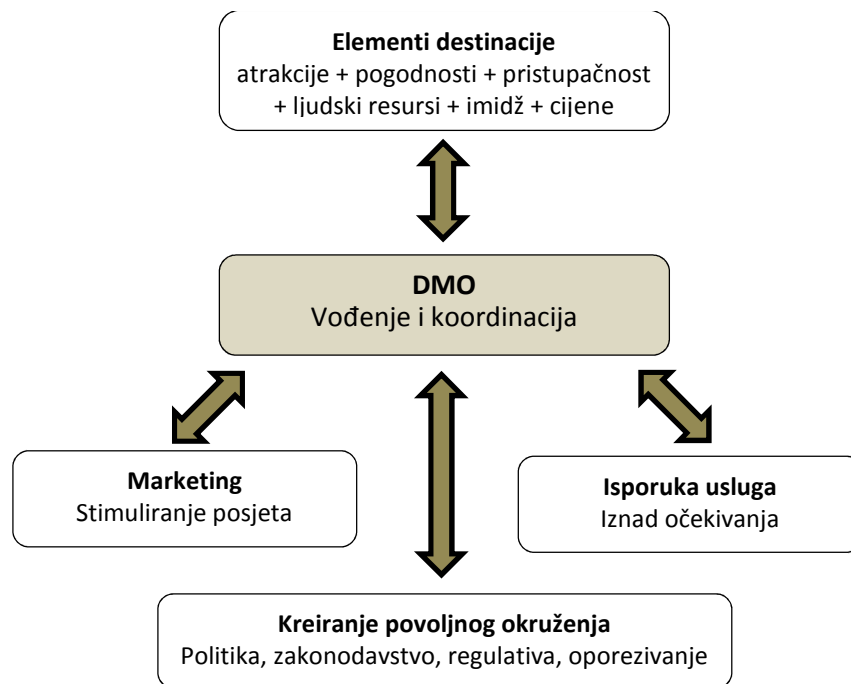 Elementi destinacije
atrakcije + pogodnosti + pristupačnost
+ ljudski resursi + imidž + cijene
DMO
Vođenje i koordinacija
Marketing
Stimuliranje posjeta
Isporuka usluga
Iznad očekivanja
Kreiranje povoljnog okruženja
Politika, zakonodavstvo, regulativa, oporezivanje